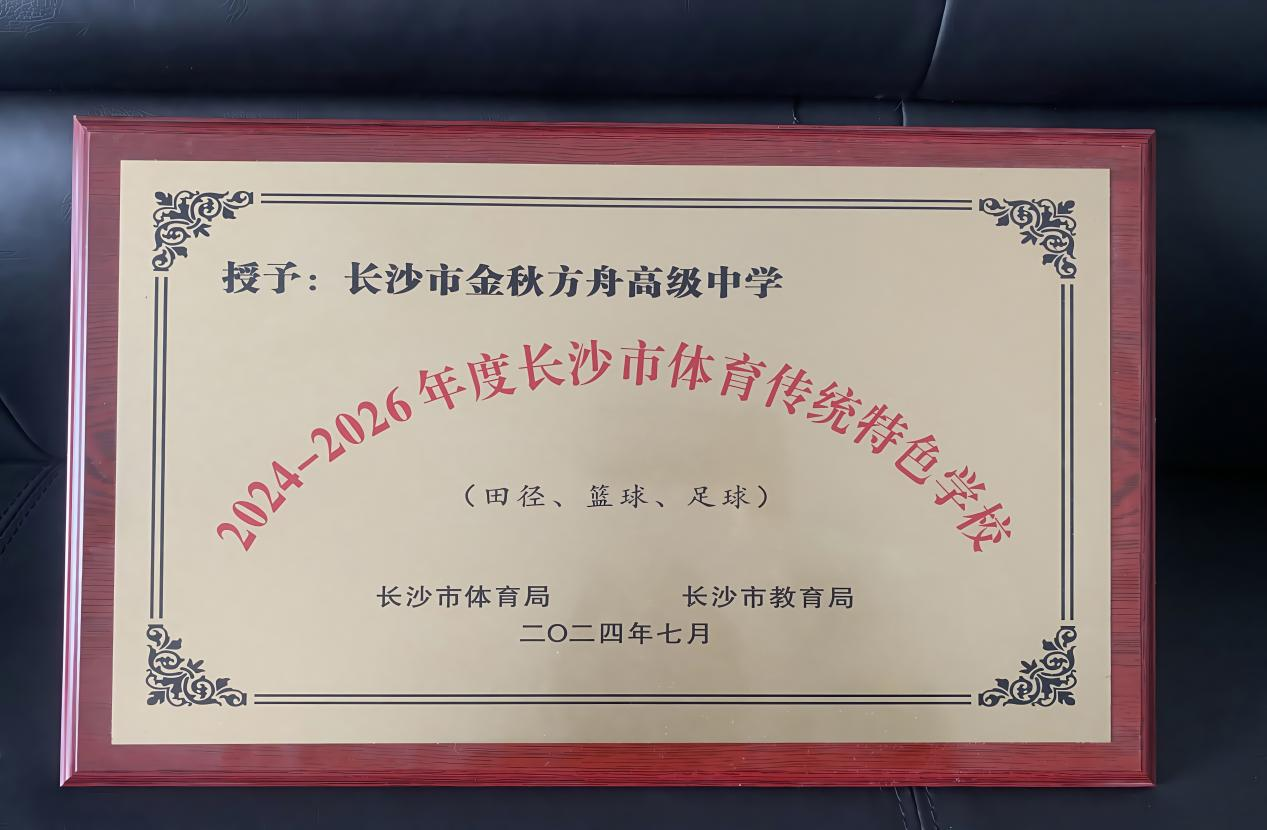 授予：长沙市金秋方舟高级中学
2024-2026年度长沙市体育传统特色学校
（田径、篮球、足球）
长沙市体育局 长沙市教育局
二〇二四年七月